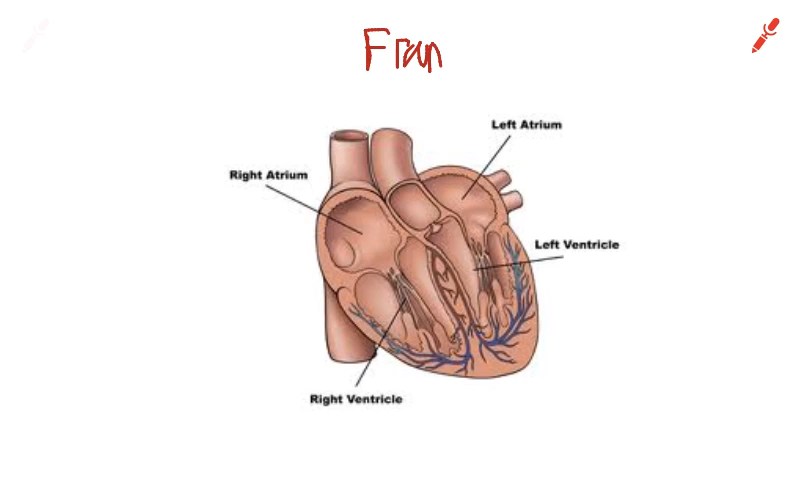 Fran
Left Atrium
Right Atrium
Left Ventricle
Right Ventricle